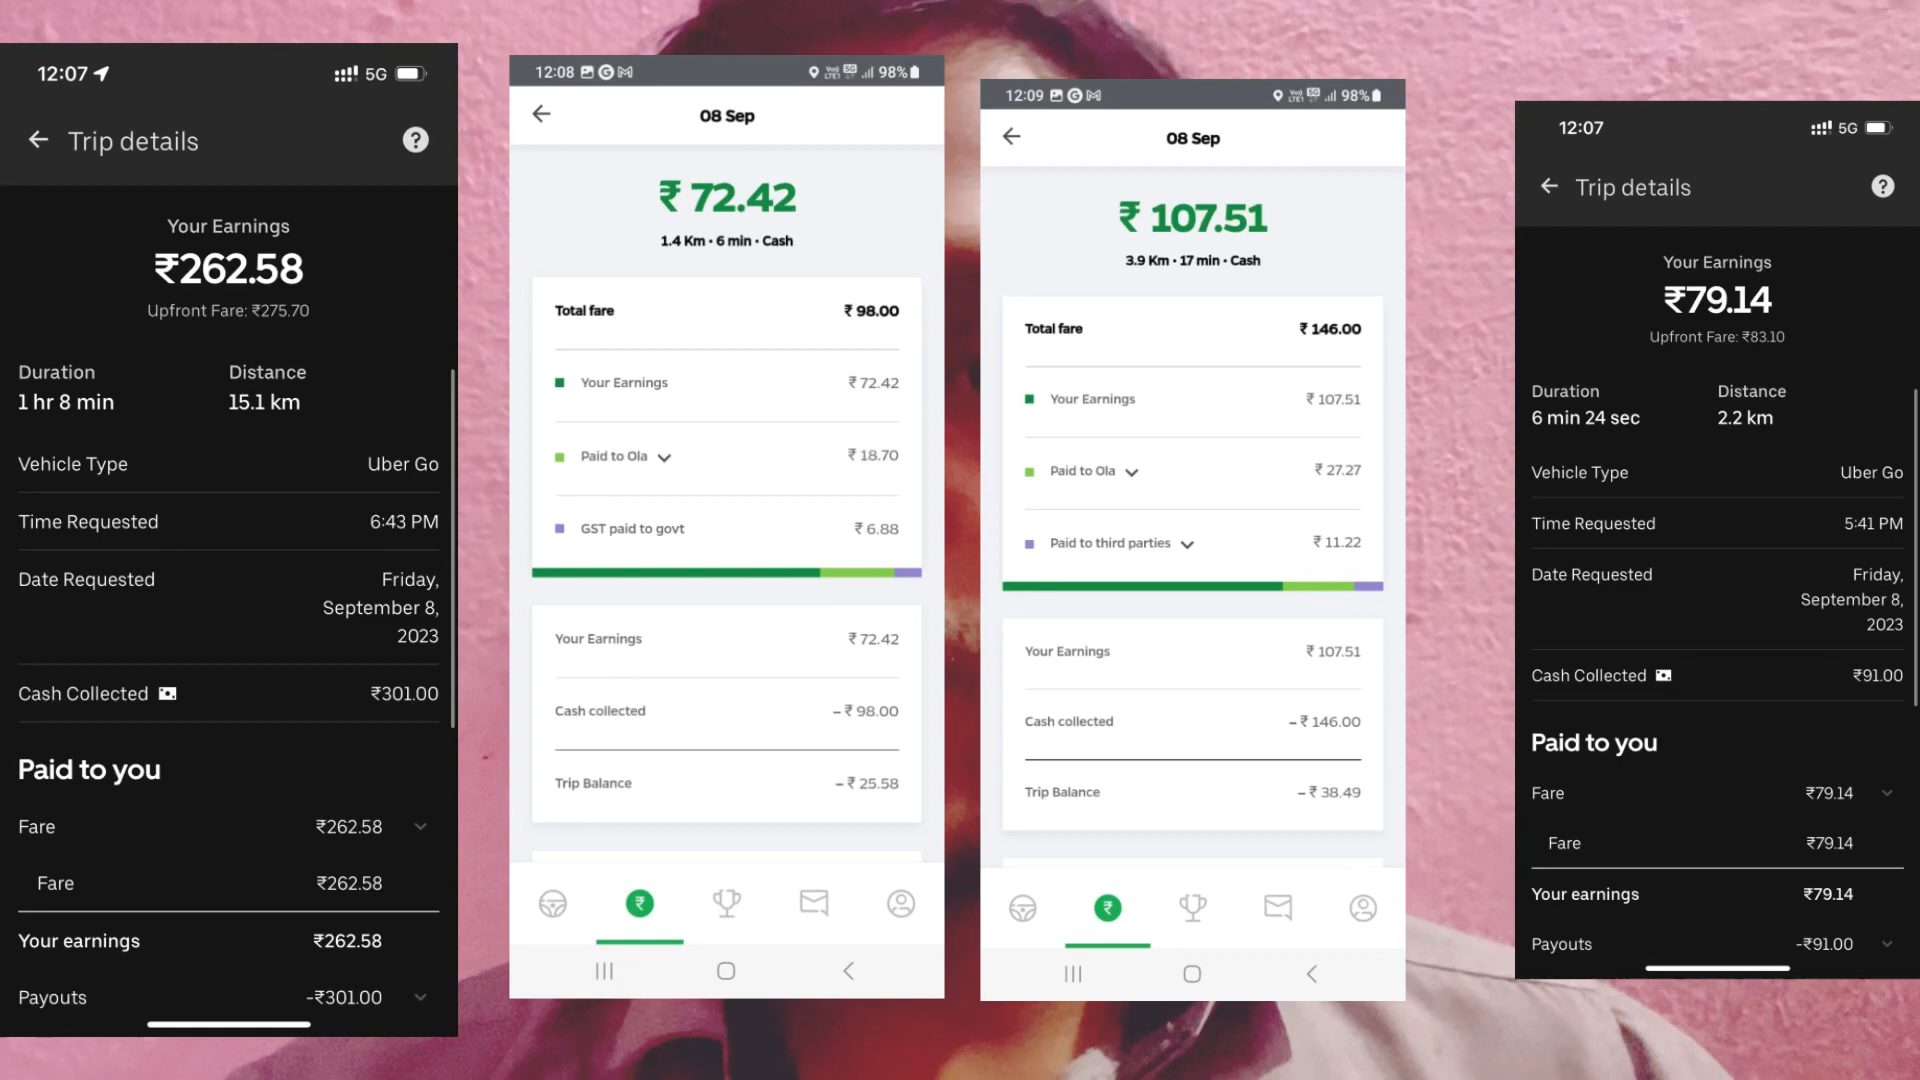 12:07
5G
Trip details
?
Your Earnings
₹262.58
Upfront Fare: ₹275.70
Duration Distance
1 hr 8 min 15.1 km
Vehicle Type Uber Go
Time Requested 6:43 PM
Date Requested Friday,
September 8,
2023
Cash Collected ₹301.00
Paid to you
Fare ₹262.58
Fare ₹262.58
Your earnings ₹262.58
Payouts -₹301.00
12:08 98%
08 Sep
₹ 72.42
1.4 Km • 6 min • Cash
Total fare ₹ 98.00
Your Earnings ₹ 72.42
Paid to Ola ₹ 18.70
GST paid to govt ₹ 6.88
Your Earnings ₹ 72.42
Cash collected – ₹ 98.00
Trip Balance – ₹ 25.58
₹
12:09 98%
08 Sep
₹ 107.51
3.9 Km • 17 min • Cash
Total fare ₹ 146.00
Your Earnings ₹ 107.51
Paid to Ola ₹ 27.27
Paid to third parties ₹ 11.22
Your Earnings ₹ 107.51
Cash collected – ₹ 146.00
Trip Balance – ₹ 38.49
₹
12:07 5G
Trip details
?
Your Earnings
₹79.14
Upfront Fare: ₹83.10
Duration Distance
6 min 24 sec 2.2 km
Vehicle Type Uber Go
Time Requested 5:41 PM
Date Requested Friday,
September 8,
2023
Cash Collected ₹91.00
Paid to you
Fare ₹79.14
Fare ₹79.14
Your earnings ₹79.14
Payouts -₹91.00